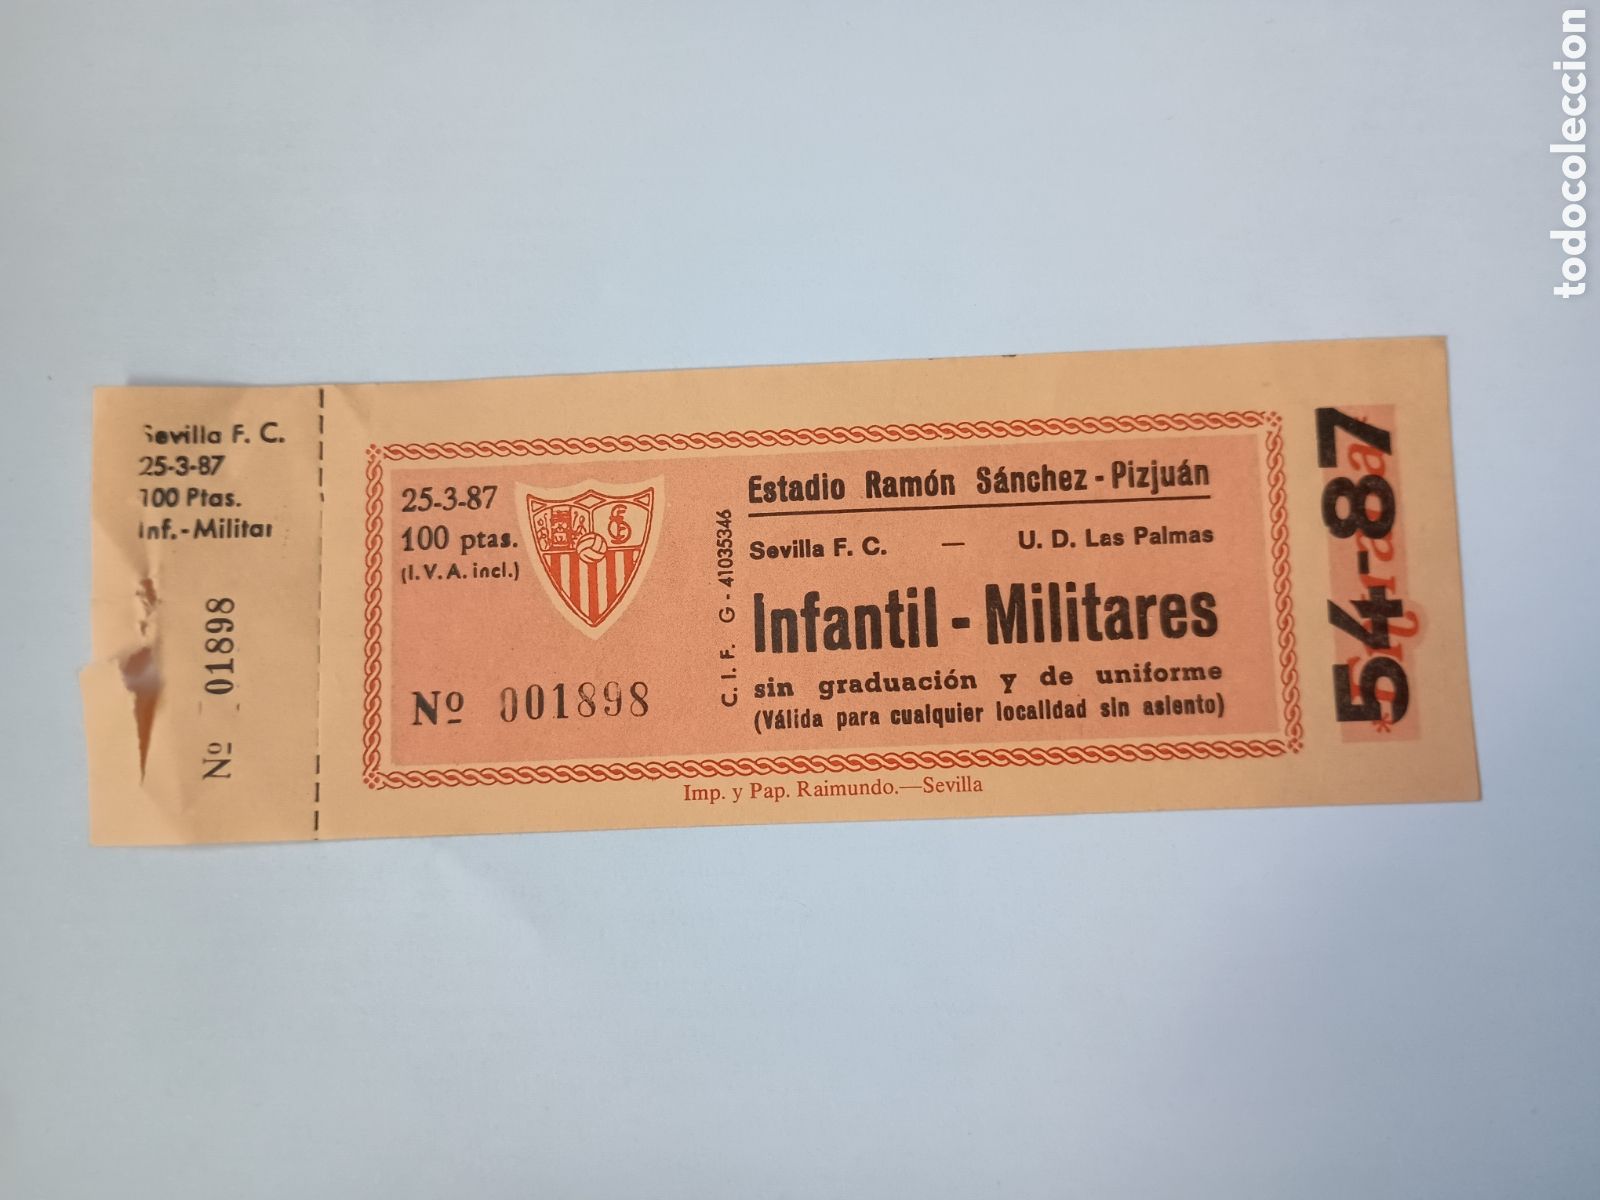 Sevilla F. C.
25-3-87
100 Ptas.
Inf.-Militar
Nº 01898
25-3-87
100 ptas.
(I.V.A. incl.)
Nº 001898
C. I. F. G - 41035346
Estadio Ramón Sánchez - Pizjuán
Sevilla F. C. — U. D. Las Palmas
Infantil - Militares
sin graduación y de uniforme
(Válida para cualquier localidad sin asiento)
Imp. y Pap. Raimundo.—Sevilla
54-87
todocoleccion